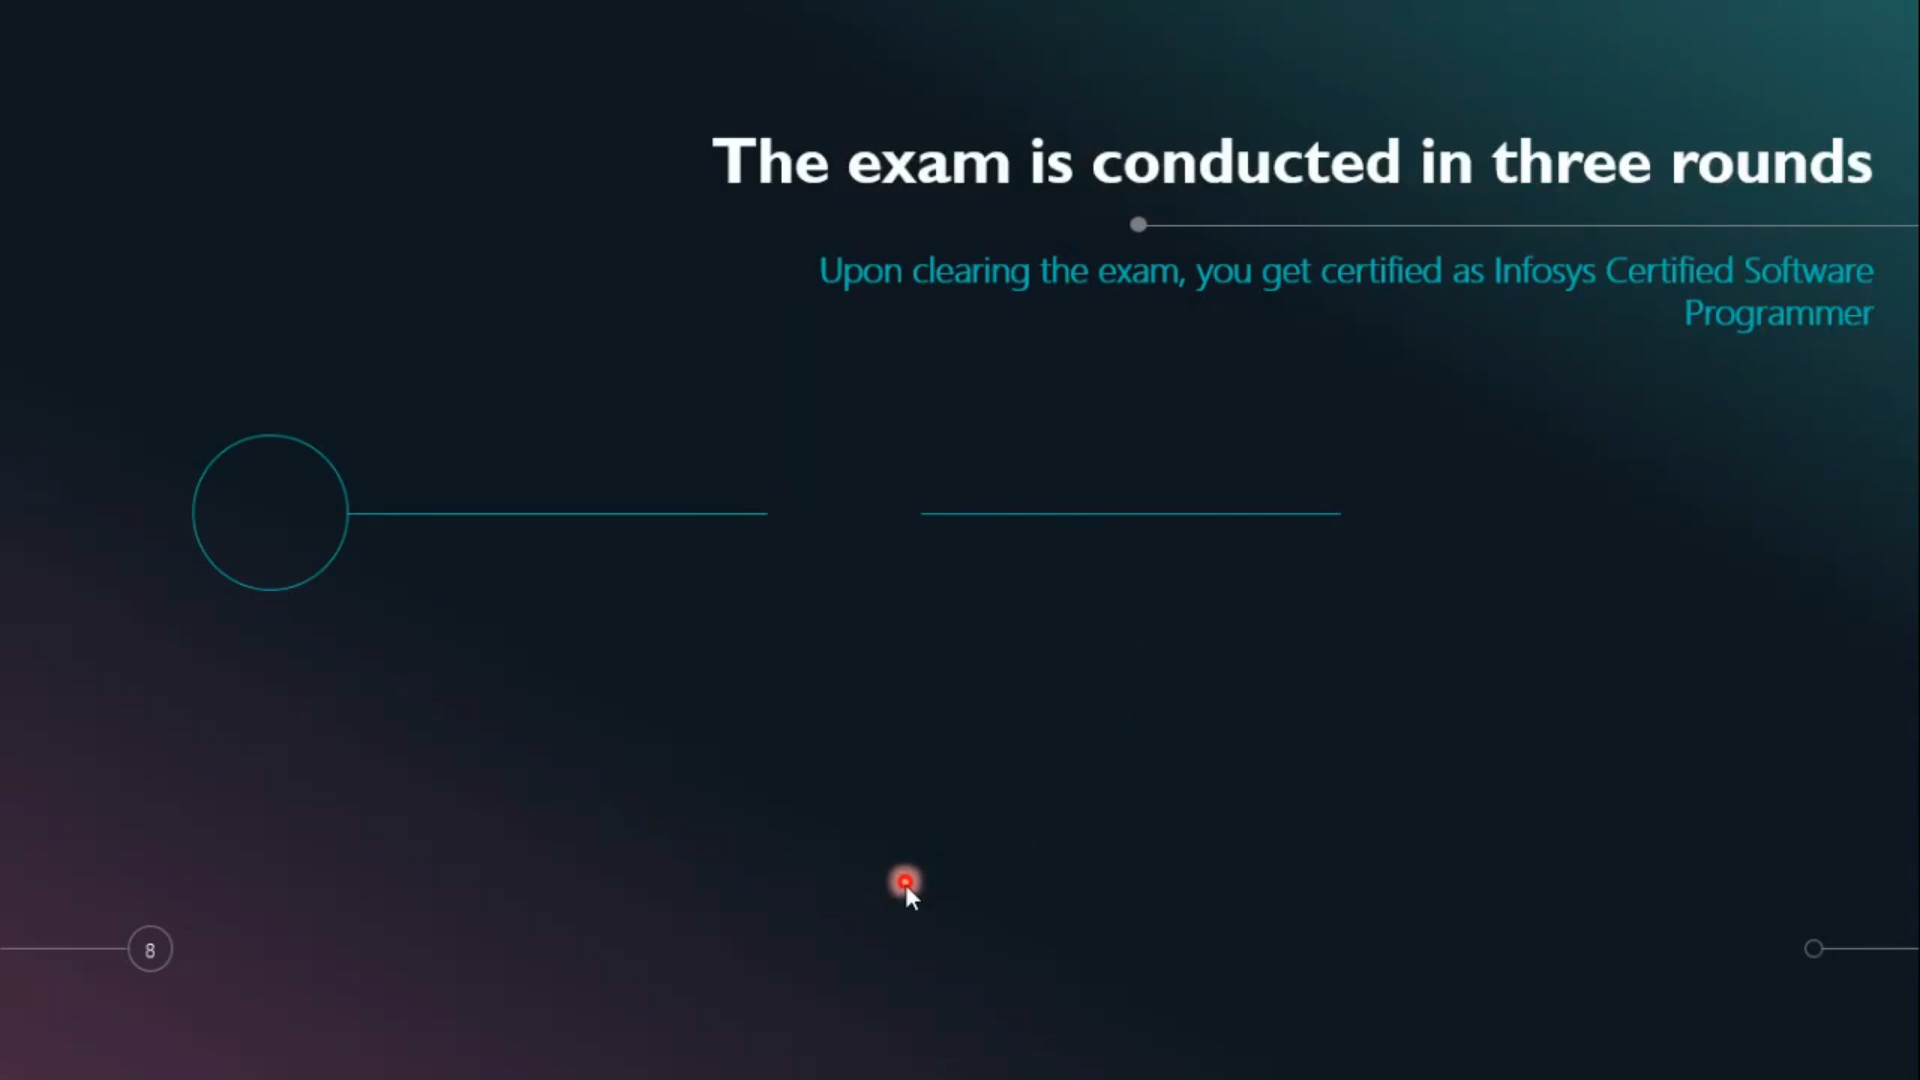 The exam is conducted in three rounds
Upon clearing the exam, you get certified as Infosys Certified Software
Programmer
8